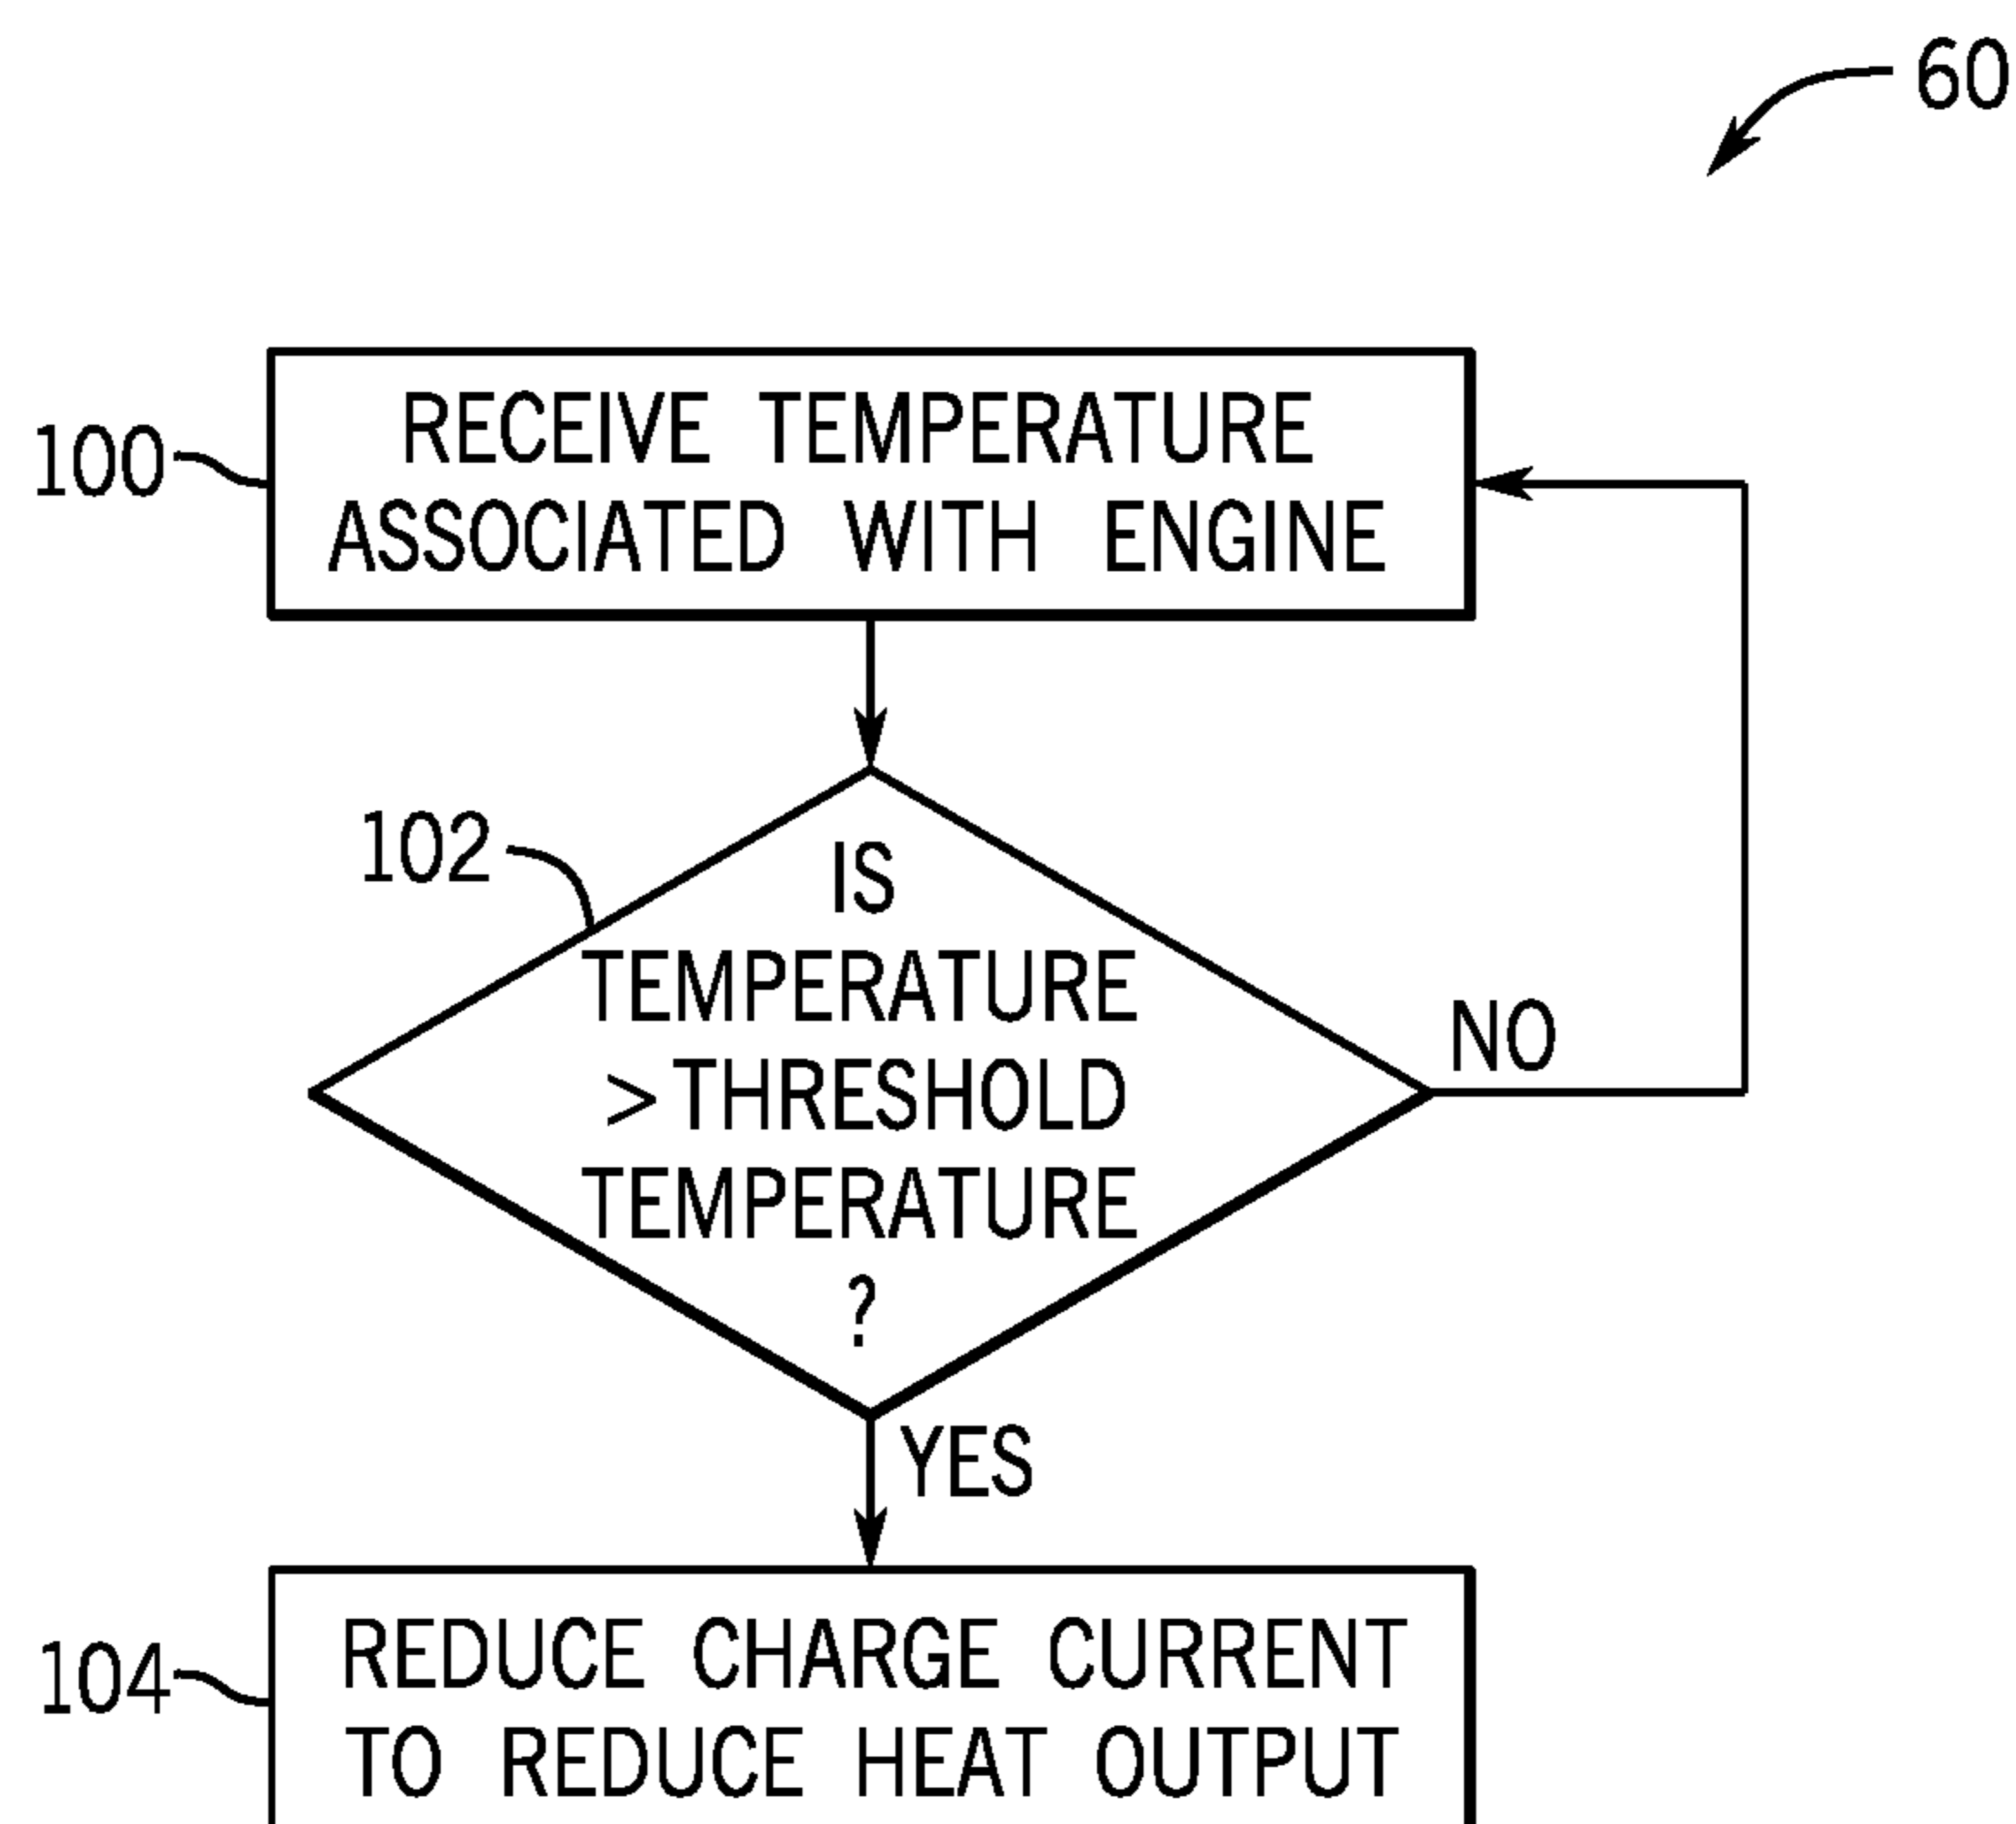 60
100
RECEIVE TEMPERATURE
ASSOCIATED WITH ENGINE
102
IS
TEMPERATURE
> THRESHOLD
TEMPERATURE
?
NO
YES
104
REDUCE CHARGE CURRENT
TO REDUCE HEAT OUTPUT